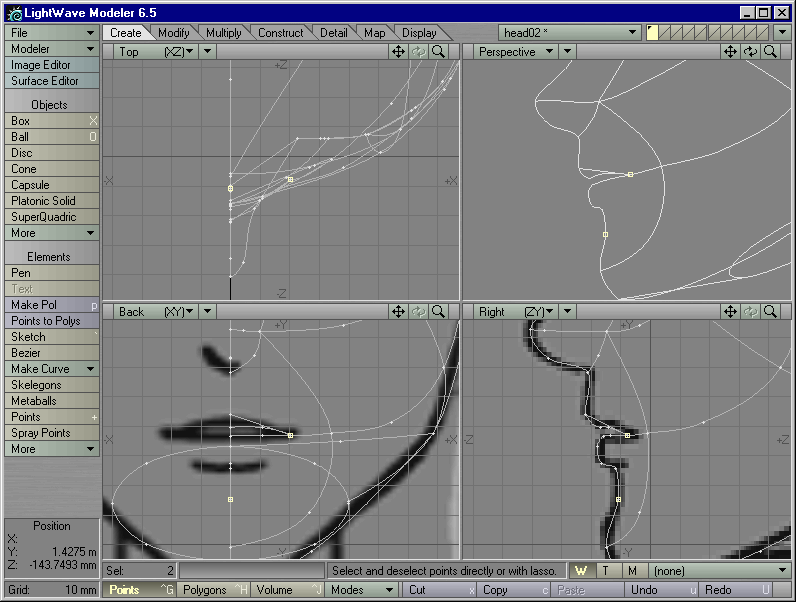 LightWave Modeler 6.5
File
Modeler
Image Editor
Surface Editor
Objects
Box X
Ball O
Disc
Cone
Capsule
Platonic Solid
SuperQuadric
More
Elements
Pen
Text
Make Pol p
Points to Polys
Sketch `
Bezier
Make Curve
Skelegons
Metaballs
Points +
Spray Points
More
Position
X:
Y: 1.4275 m
Z: -143.7493 mm
Grid: 10 mm
Create Modify Multiply Construct Detail Map Display head02 *
Top (XZ)
+Z
-X +X
-Z
Perspective
Back (XY)
+Y
-X +X
-Y
Right (ZY)
+Y
-Z +Z
-Y
Sel: 2 Select and deselect points directly or with lasso. W T M (none)
Points ^G Polygons ^H Volume ^J Modes Cut x Copy c Paste v Undo u Redo U